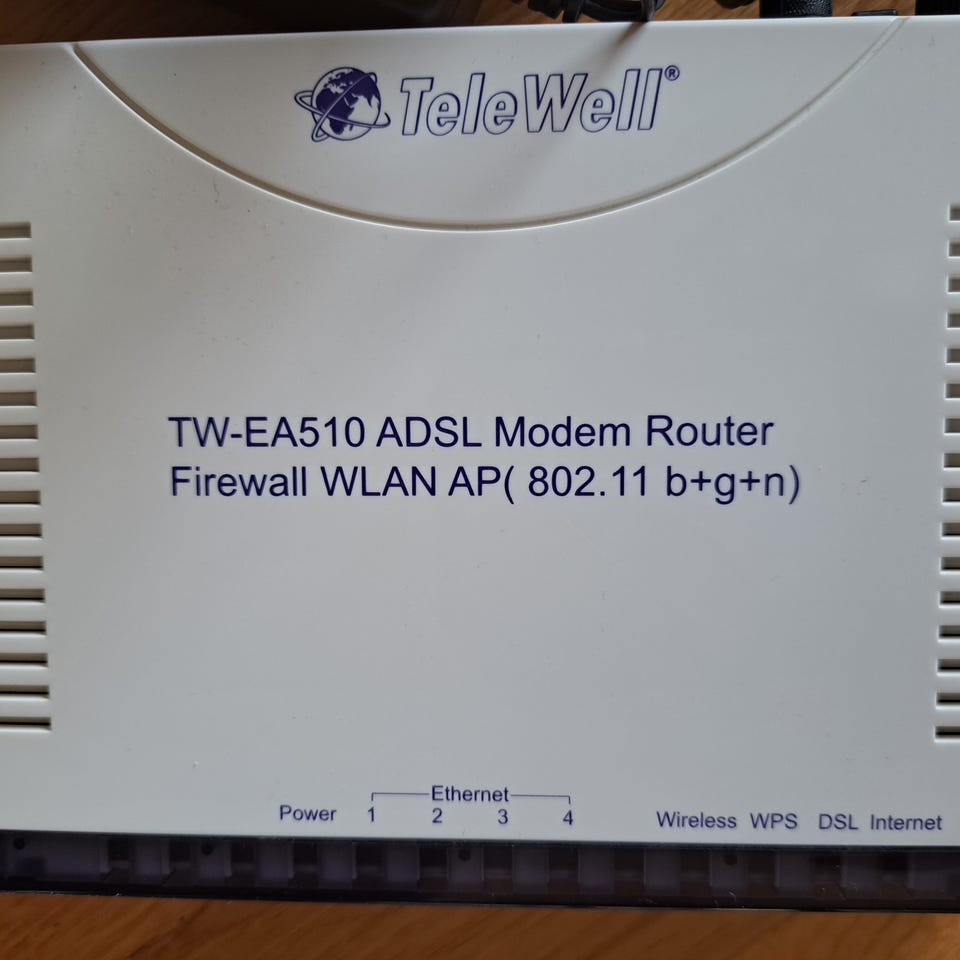 TeleWell®
TW-EA510 ADSL Modem Router
Firewall WLAN AP( 802.11 b+g+n)
Ethernet
Power 1 2 3 4 Wireless WPS DSL Internet